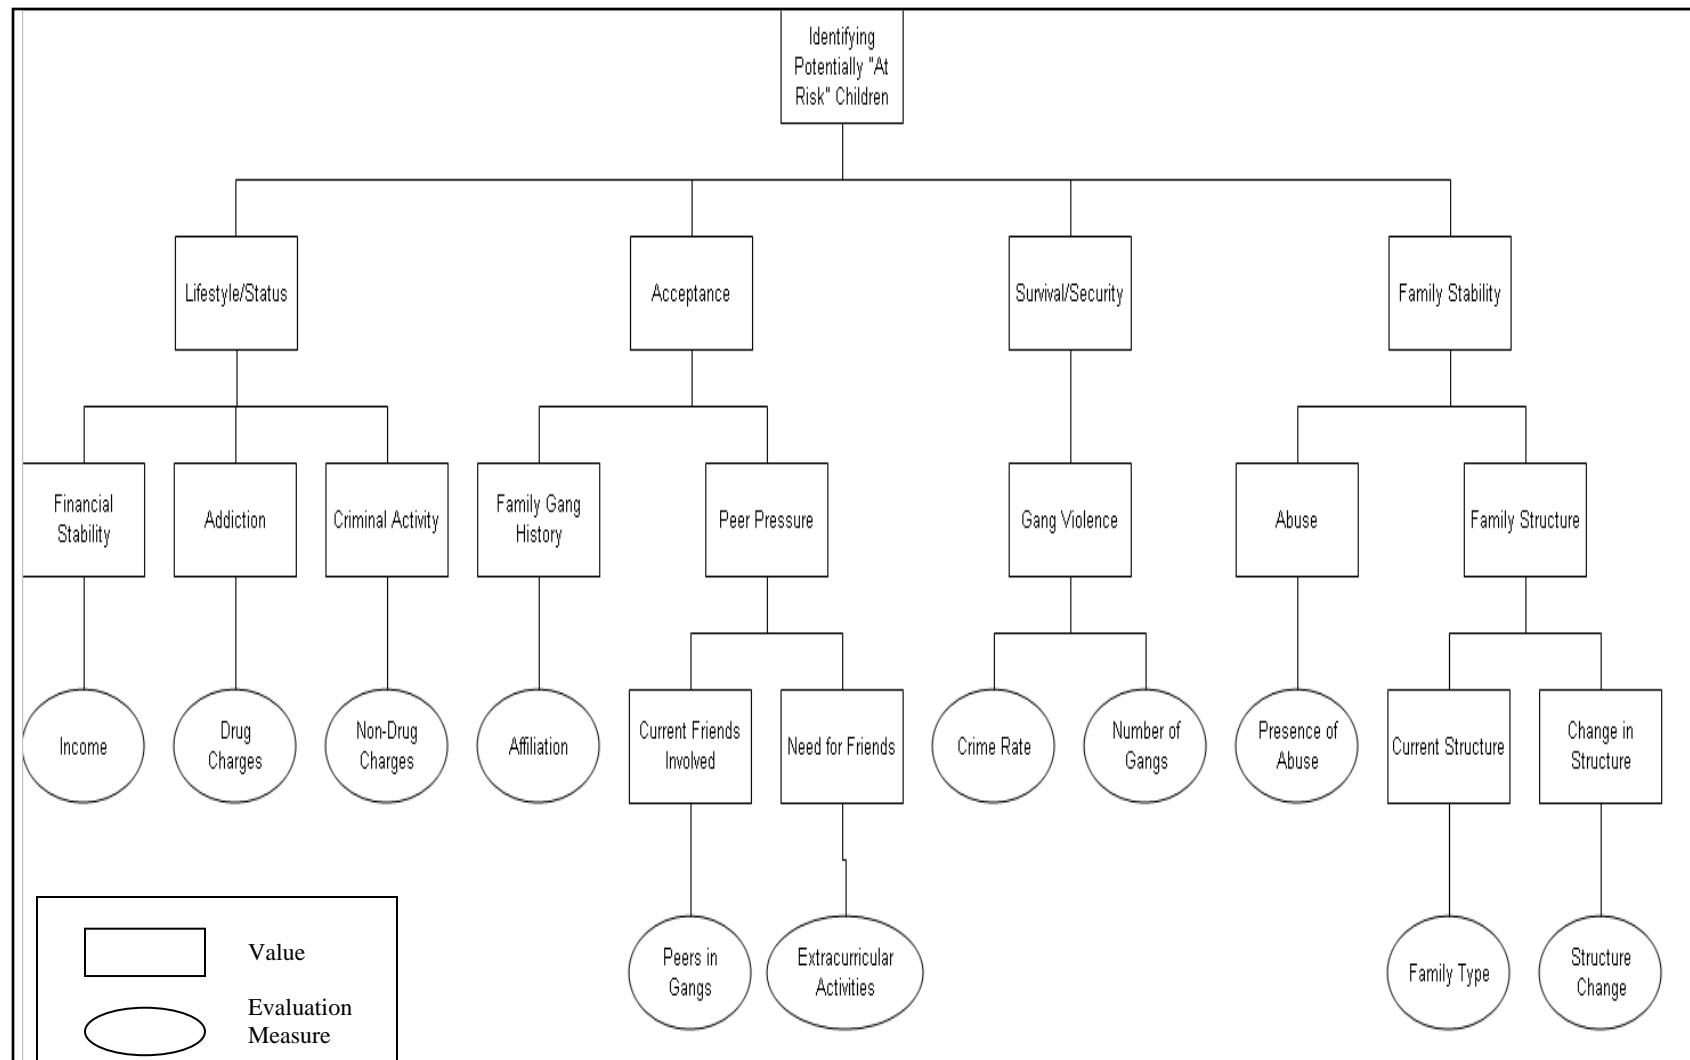 Identifying
Potentially "At
Risk" Children
Lifestyle/Status
Acceptance
Survival/Security
Family Stability
Financial
Stability
Addiction
Criminal Activity
Family Gang
History
Peer Pressure
Gang Violence
Abuse
Family Structure
Income
Drug
Charges
Non-Drug
Charges
Affiliation
Current Friends
Involved
Need for Friends
Crime Rate
Number of
Gangs
Presence of
Abuse
Current Structure
Change in
Structure
Peers in
Gangs
Extracurricular
Activities
Family Type
Structure
Change
Value
Evaluation
Measure